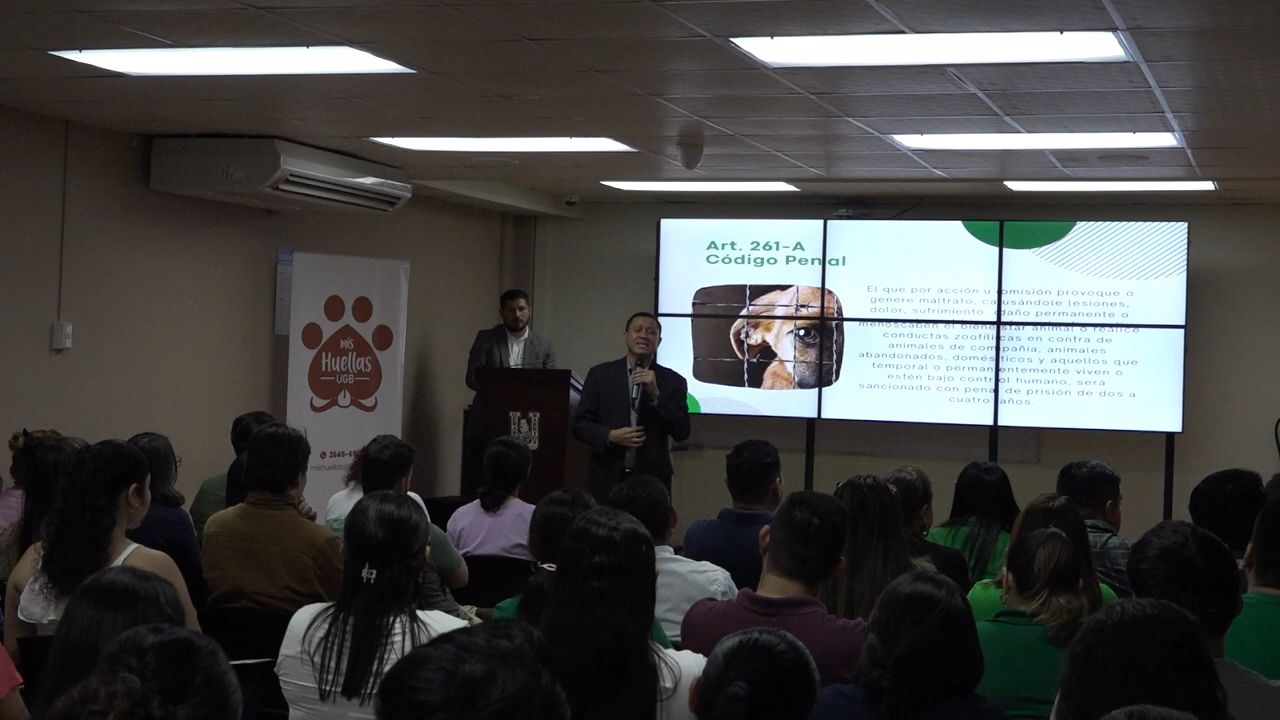 Art. 261-A
Código Penal
El que por acción u omisión provoque o
genere maltrato, causándole lesiones,
dolor, sufrimiento, daño permanente o
menoscaben el bienestar animal o realice
conductas zoofílicas en contra de
animales de compañía, animales
abandonados, domésticos y aquellos que
temporal o permanentemente viven o
estén bajo control humano, será
sancionado con pena de prisión de dos a
cuatro años.
mis
Huellas
UGB
2645-
mishuellas@